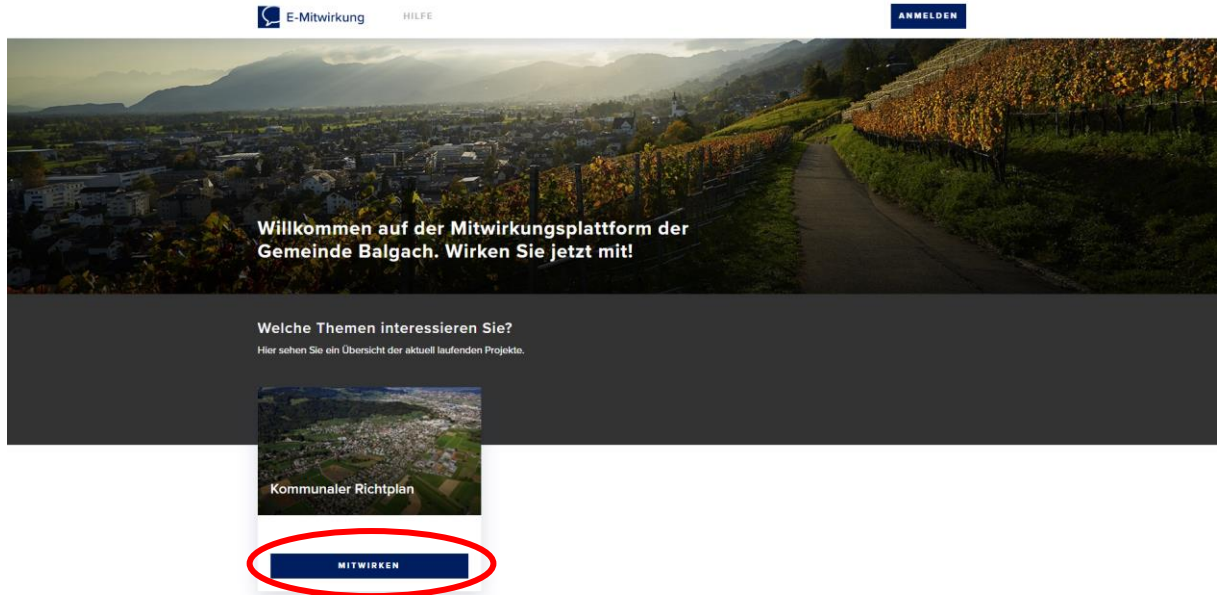 E-Mitwirkung
HILFE
ANMELDEN
Willkommen auf der Mitwirkungsplattform der
Gemeinde Balgach. Wirken Sie jetzt mit!
Welche Themen interessieren Sie?
Hier sehen Sie ein Übersicht der aktuell laufenden Projekte.
Kommunaler Richtplan
MITWIRKEN